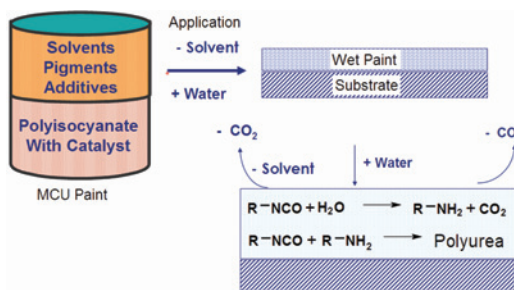 Solvents
Pigments
Additives
Polyisocyanate
With Catalyst
MCU Paint
Application
- Solvent
+ Water
Wet Paint
Substrate
- CO₂
- Solvent
+ Water
- CO
R-NCO + H₂O → R-NH₂ + CO₂
R-NCO + R-NH₂ → Polyurea